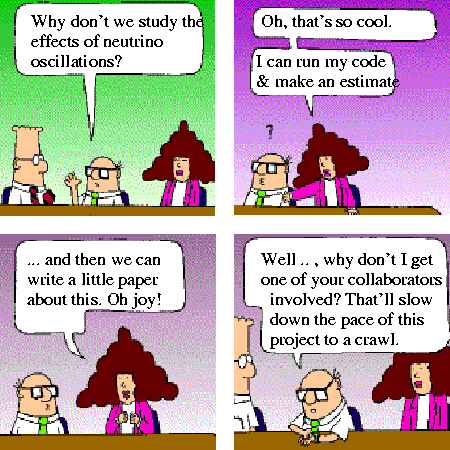 Why don't we study the
effects of neutrino
oscillations?
Oh, that's so cool.
I can run my code
& make an estimate
?
... and then we can
write a little paper
about this. Oh joy!
Well .. , why don't I get
one of your collaborators
involved? That'll slow
down the pace of this
project to a crawl.